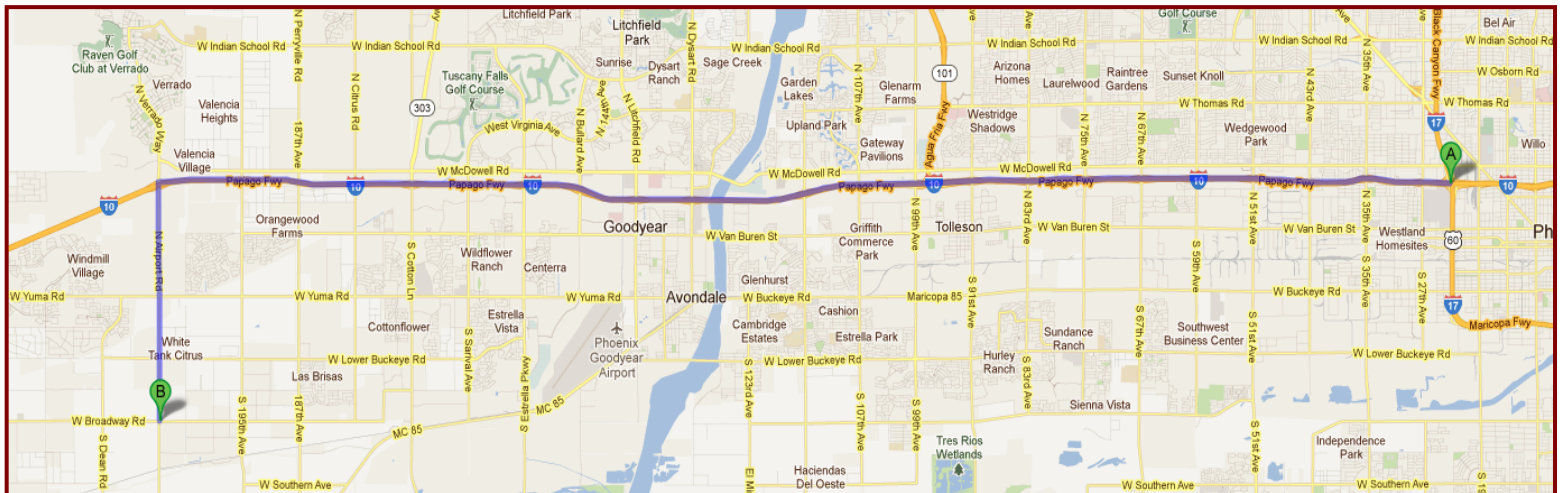 Litchfield Park
Golf Course
Bel Air
Raven Golf
Club at Verrado
W Indian School Rd
N Perryville Rd
W Indian School Rd
Litchfield
Park
N Dysart Rd
W Indian School Rd
Black Canyon Fwy
N 35th Ave
W Indian School Rd
Verrado
N Verrado Way
N Citrus Rd
Tuscany Falls
Golf Course
Sunrise
Dysart
Ranch
Sage Creek
Garden
Lakes
N 107th Ave
Glenarm
Farms
101
Arizona
Homes
Laurelwood
Raintree
Gardens
Sunset Knoll
N 43rd Ave
W Osborn Rd
Valencia
Heights
187th Ave
303
N 144th Ave
N Litchfield Rd
N Bullard Ave
West Virginia Ave
Upland Park
Agua Fria Fwy
Westridge
Shadows
N 75th Ave
N 67th Ave
W Thomas Rd
Wedgewood
Park
W Thomas Rd
17
Willo
Valencia
Village
W McDowell Rd
W McDowell Rd
Gateway
Pavilions
W McDowell Rd
A
Papago Fwy
10
Papago Fwy
10
Papago Fwy
10
Papago Fwy
10
Papago Fwy
10
10
N Airport Rd
Orangewood
Farms
Goodyear
W Van Buren St
Griffith
Commerce
Park
N 99th Ave
Tolleson
N 83rd Ave
W Van Buren St
N 51st Ave
N 35th Ave
W Van Buren St
Westland
Homesites
60
Ph
Windmill
Village
S Cotton Ln
Wildflower
Ranch
Centerra
Glenhurst
S 91st Ave
S 59th Ave
S 35th Ave
S 27th Ave
W Yuma Rd
W Yuma Rd
W Yuma Rd
Avondale
W Buckeye Rd
Maricopa 85
W Buckeye Rd
17
Maricopa Fwy
White
Tank Citrus
Cottonflower
S Sarival Ave
Estrella
Vista
Phoenix
Goodyear
Airport
Cambridge
Estates
Cashion
Estrella Park
Sundance
Ranch
S 67th Ave
Southwest
Business Center
S 51st Ave
W Lower Buckeye Rd
W Lower Buckeye Rd
Hurley
Ranch
W Lower Buckeye Rd
B
Las Brisas
S Estrella Pkwy
MC 85
S 123rd Ave
S 83rd Ave
W Broadway Rd
S Dean Rd
S 195th Ave
187th Ave
MC 85
S 107th Ave
S 99th Ave
Sienna Vista
S 51st Ave
Tres Rios
Wetlands
Independence
Park
W Southern Ave
El Mi
Haciendas
Del Oeste
W Southern Ave
W Southern Ave